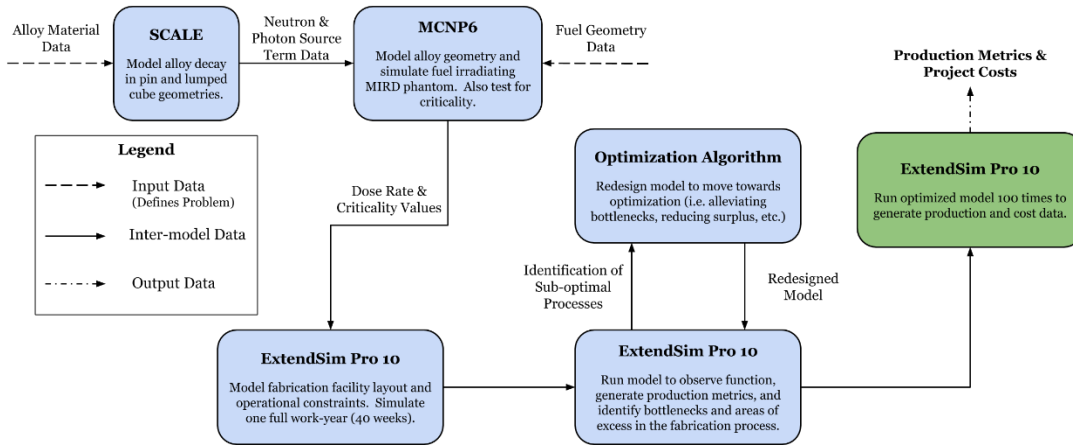 Alloy Material
Data
SCALE
Model alloy decay
in pin and lumped
cube geometries.
Neutron &
Photon Source
Term Data
MCNP6
Model alloy geometry and
simulate fuel irradiating
MIRD phantom. Also test for
criticality.
Fuel Geometry
Data
Production Metrics &
Project Costs
Legend
Input Data
(Defines Problem)
Inter-model Data
Output Data
Dose Rate &
Criticality Values
Optimization Algorithm
Redesign model to move towards
optimization (i.e. alleviating
bottlenecks, reducing surplus, etc.)
ExtendSim Pro 10
Run optimized model 100 times to
generate production and cost data.
Identification of
Sub-optimal
Processes
Redesigned
Model
ExtendSim Pro 10
Model fabrication facility layout and
operational constraints. Simulate
one full work-year (40 weeks).
ExtendSim Pro 10
Run model to observe function,
generate production metrics, and
identify bottlenecks and areas of
excess in the fabrication process.